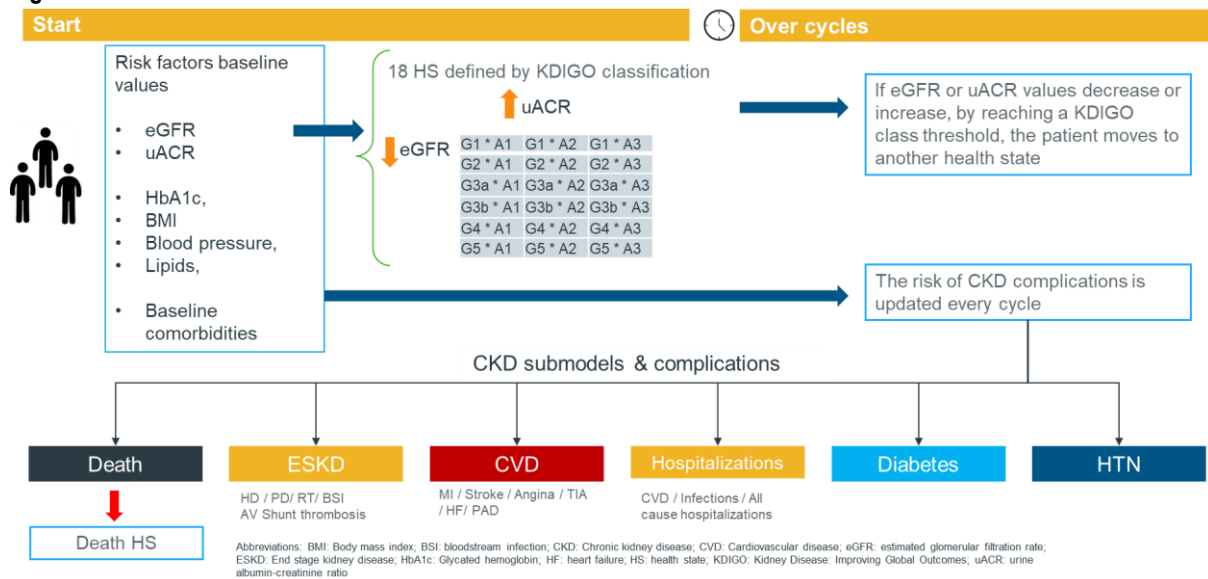 Start
Over cycles
Risk factors baseline
values
• eGFR
• uACR
• HbA1c,
• BMI
• Blood pressure,
• Lipids,
• Baseline
comorbidities
18 HS defined by KDIGO classification
uACR
eGFR
G1 * A1 G1 * A2 G1 * A3
G2 * A1 G2 * A2 G2 * A3
G3a * A1 G3a * A2 G3a * A3
G3b * A1 G3b * A2 G3b * A3
G4 * A1 G4 * A2 G4 * A3
G5 * A1 G5 * A2 G5 * A3
If eGFR or uACR values decrease or
increase, by reaching a KDIGO
class threshold, the patient moves to
another health state
The risk of CKD complications is
updated every cycle
CKD submodels & complications
Death
ESKD
CVD
Hospitalizations
Diabetes
HTN
HD / PD/ RT/ BSI
AV Shunt thrombosis
MI / Stroke / Angina / TIA
/ HF/ PAD
CVD / Infections / All
cause hospitalizations
Death HS
Abbreviations: BMI: Body mass index; BSI: bloodstream infection; CKD: Chronic kidney disease; CVD: Cardiovascular disease; eGFR: estimated glomerular filtration rate;
ESKD: End stage kidney disease; HbA1c: Glycated hemoglobin; HF: heart failure; HS: health state; KDIGO: Kidney Disease: Improving Global Outcomes; uACR: urine
albumin-creatinine ratio